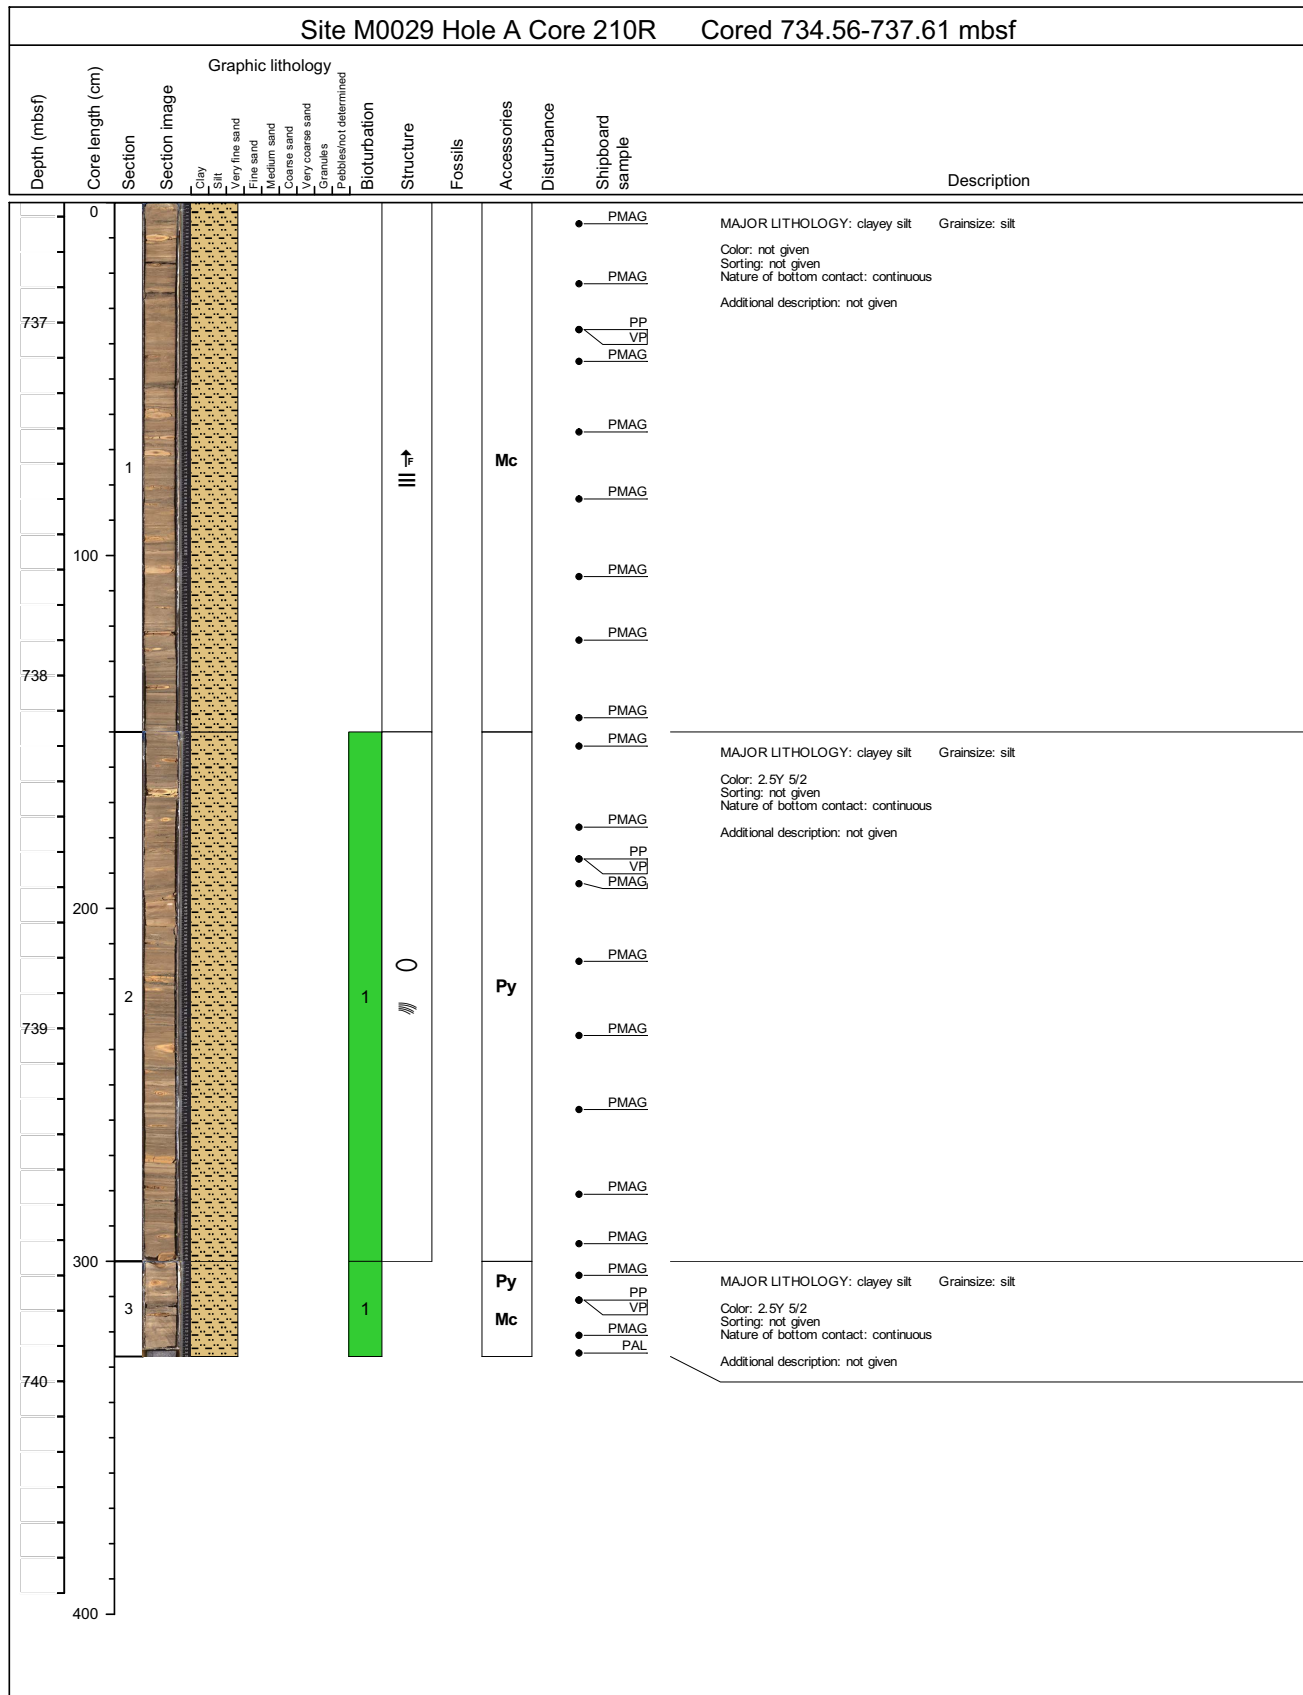 Site M0029 Hole A Core 210R Cored 734.56-737.61 mbsf
Graphic lithology
Depth (mbsf)
Core length (cm)
Section
Section image
Clay
Silt
Very fine sand
Fine sand
Medium sand
Coarse sand
Very coarse sand
Granules
Pebbles/not determined
Bioturbation
Structure
Fossils
Accessories
Disturbance
Shipboard
sample
Description
0
PMAG
MAJOR LITHOLOGY: clayey silt Grainsize: silt
Color: not given
Sorting: not given
Nature of bottom contact: continuous
Additional description: not given
PMAG
737
PP
VP
PMAG
PMAG
1
F
Mc
PMAG
100
PMAG
PMAG
738
PMAG
PMAG
MAJOR LITHOLOGY: clayey silt Grainsize: silt
Color: 2.5Y 5/2
Sorting: not given
Nature of bottom contact: continuous
Additional description: not given
PMAG
PP
VP
PMAG
200
PMAG
2
1
Py
739
PMAG
PMAG
PMAG
PMAG
300
PMAG
MAJOR LITHOLOGY: clayey silt Grainsize: silt
Color: 2.5Y 5/2
Sorting: not given
Nature of bottom contact: continuous
Additional description: not given
Py
PP
VP
3
1
Mc
PMAG
PAL
740
400